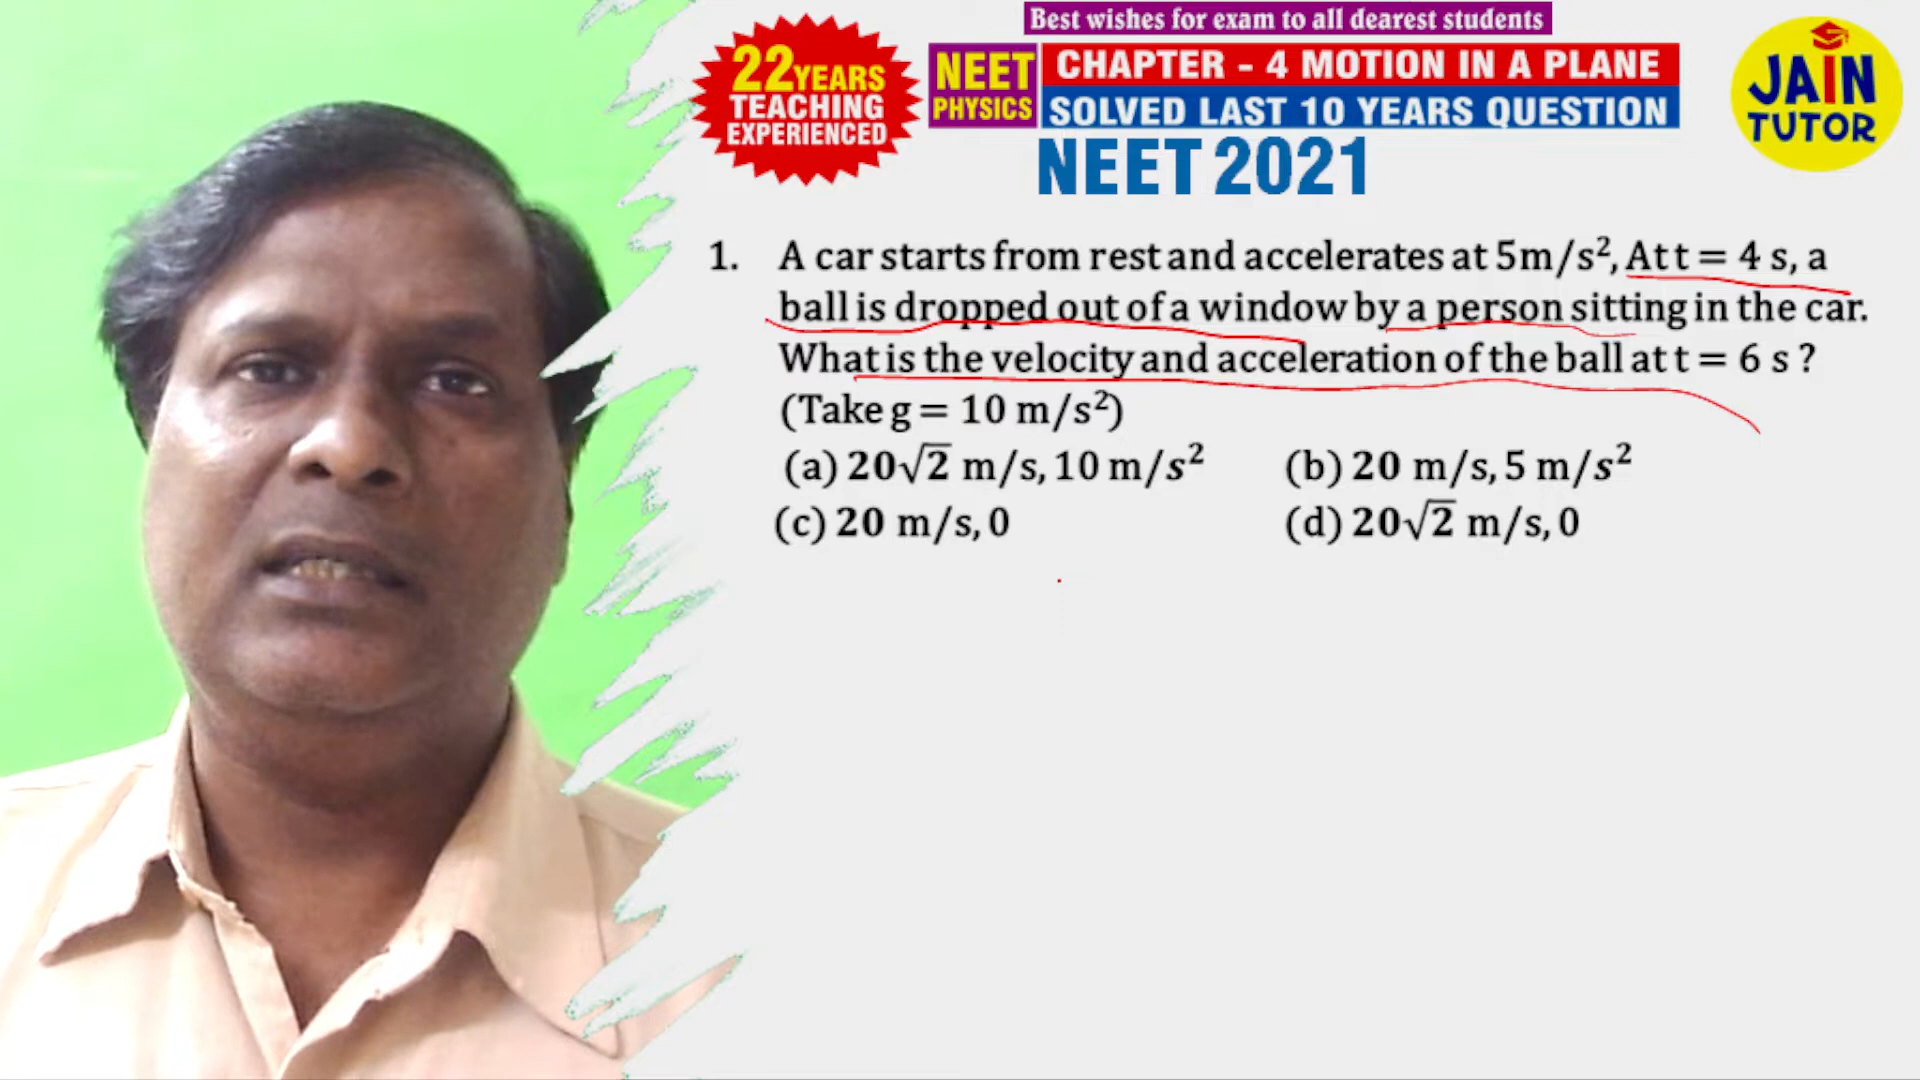 Best wishes for exam to all dearest students
22 YEARS
TEACHING
EXPERIENCED
NEET
PHYSICS
CHAPTER - 4 MOTION IN A PLANE
SOLVED LAST 10 YEARS QUESTION
NEET 2021
JAIN
TUTOR
1. A car starts from rest and accelerates at 5m/s², At t = 4 s, a
ball is dropped out of a window by a person sitting in the car.
What is the velocity and acceleration of the ball at t = 6 s ?
(Take g = 10 m/s²)
(a) 20√2 m/s, 10 m/s² (b) 20 m/s, 5 m/s²
(c) 20 m/s, 0 (d) 20√2 m/s, 0